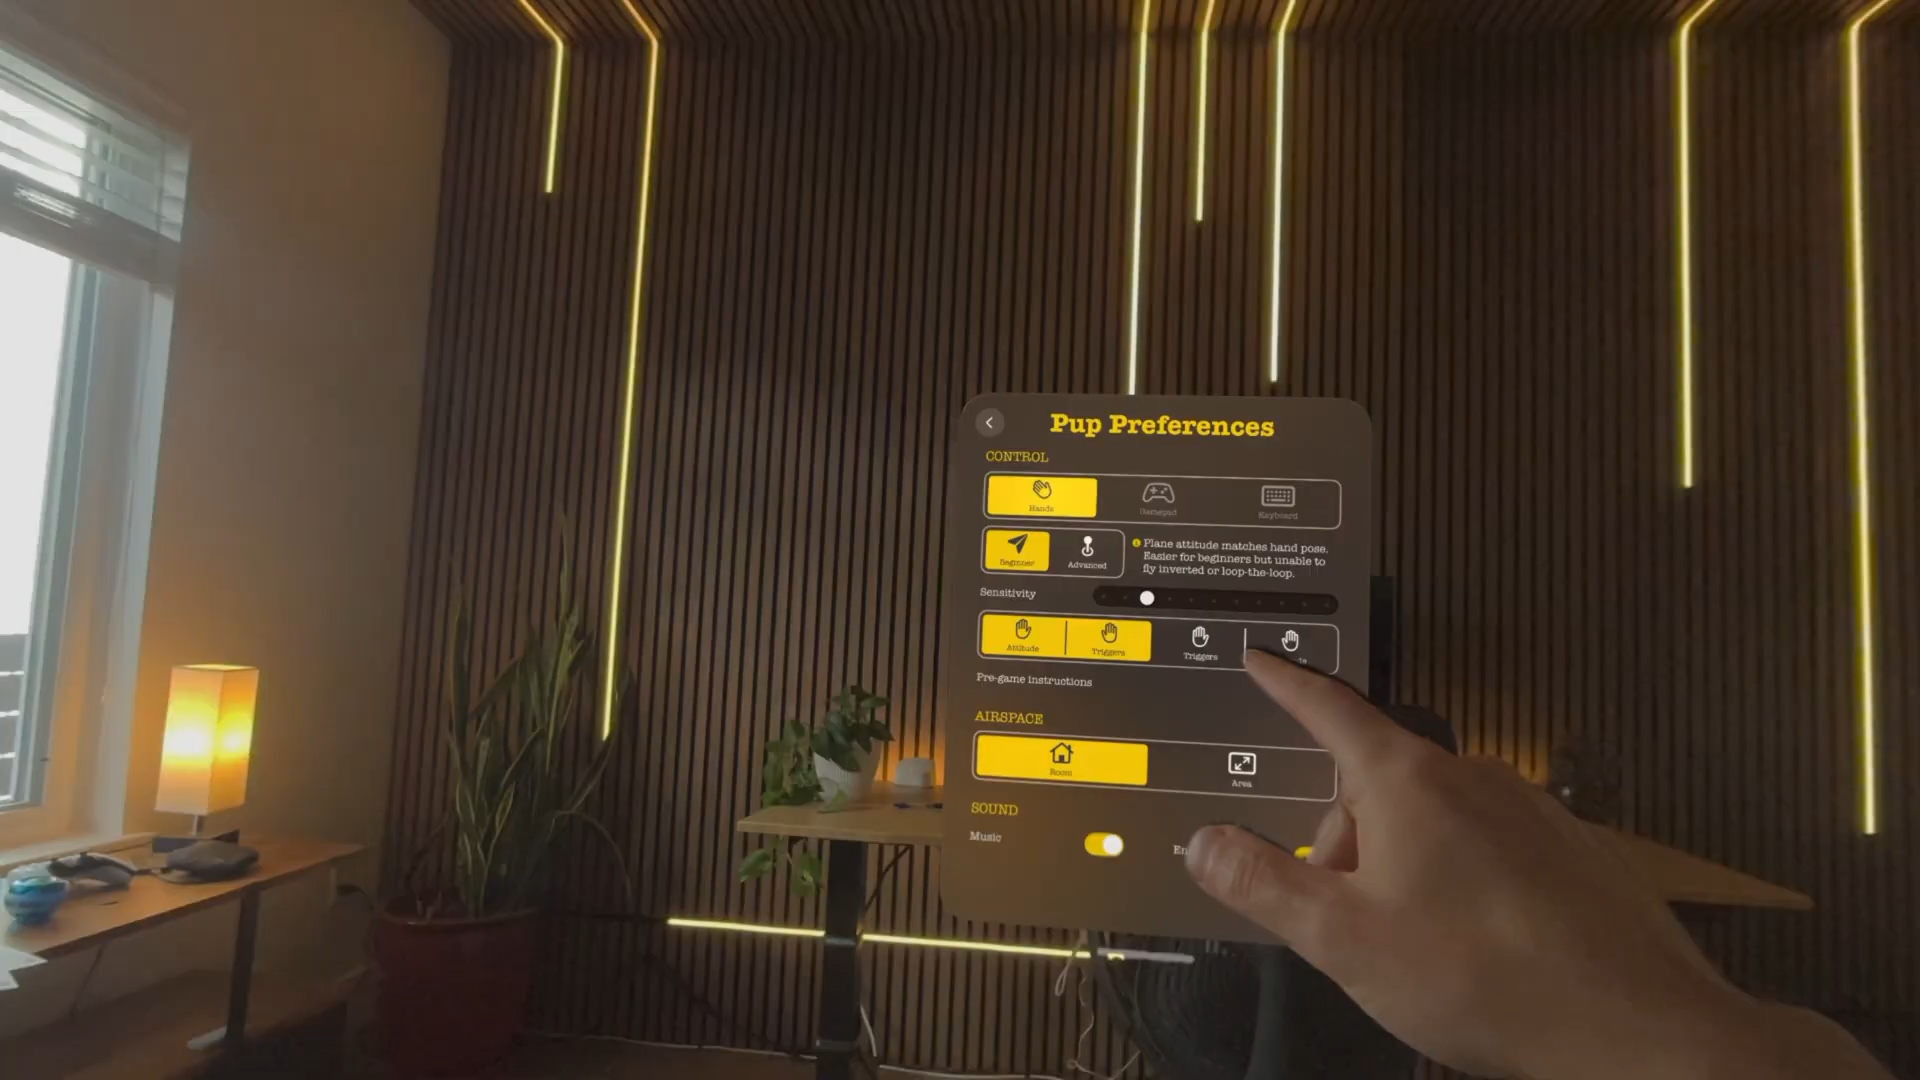 Pup Preferences
CONTROL
Hands
Gamepad
Keyboard
Beginner
Advanced
Plane attitude matches hand pose.
Easier for beginners but unable to
fly inverted or loop-the-loop.
Sensitivity
Attitude
Triggers
Triggers
Pre-game instructions
AIRSPACE
Room
Area
SOUND
Music